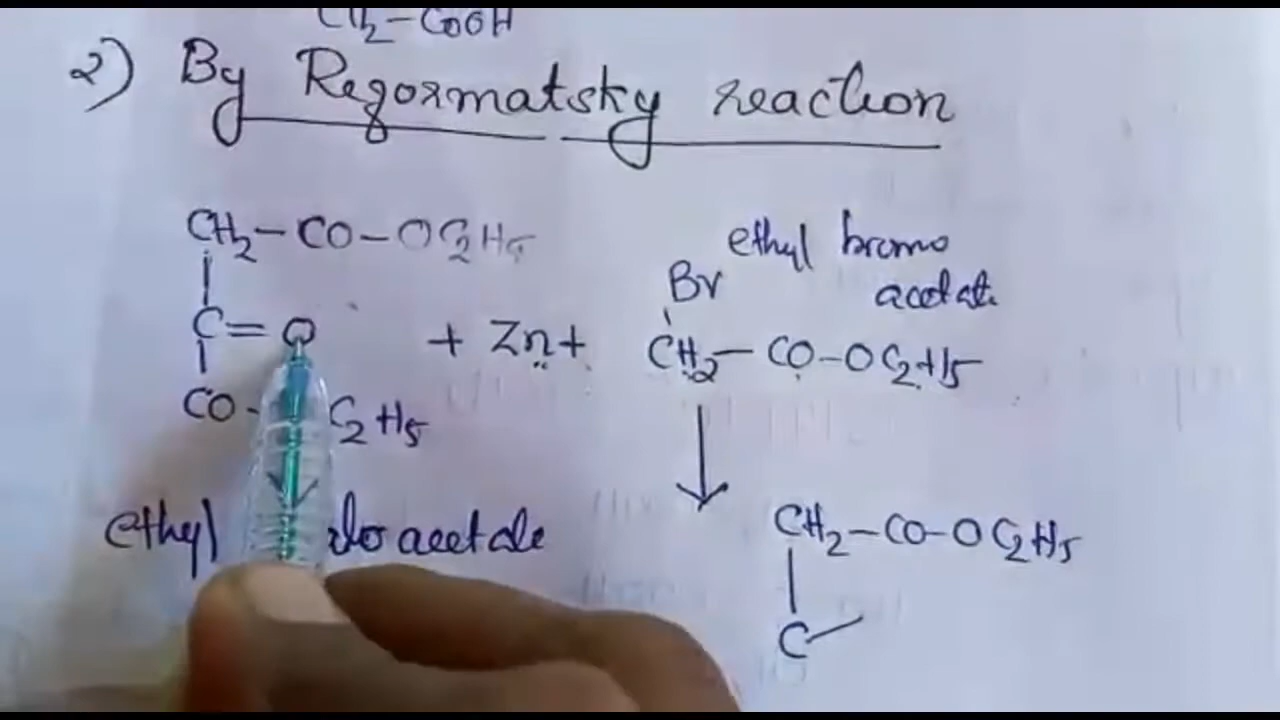 CH2-COOH
2) By Regormatsky reaction
CH2-CO-OC2H5
ethyl bromo
acetate
Br
C=O + Zn+ CH2-CO-OC2H5
CO- C2H5
ethyl acetate
CH2-CO-OC2H5
C